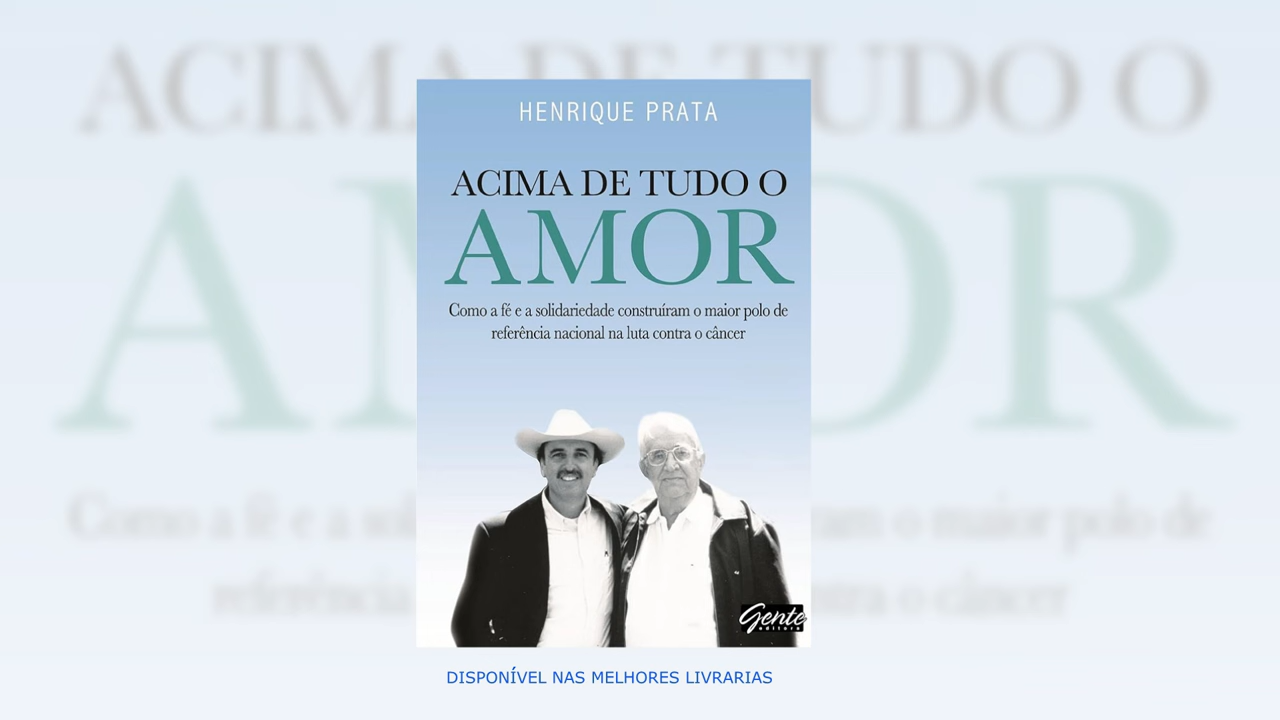 HENRIQUE PRATA
ACIMA DE TUDO O
AMOR
Como a fé e a solidariedade construíram o maior polo de
referência nacional na luta contra o câncer
Gente
editora
DISPONÍVEL NAS MELHORES LIVRARIAS